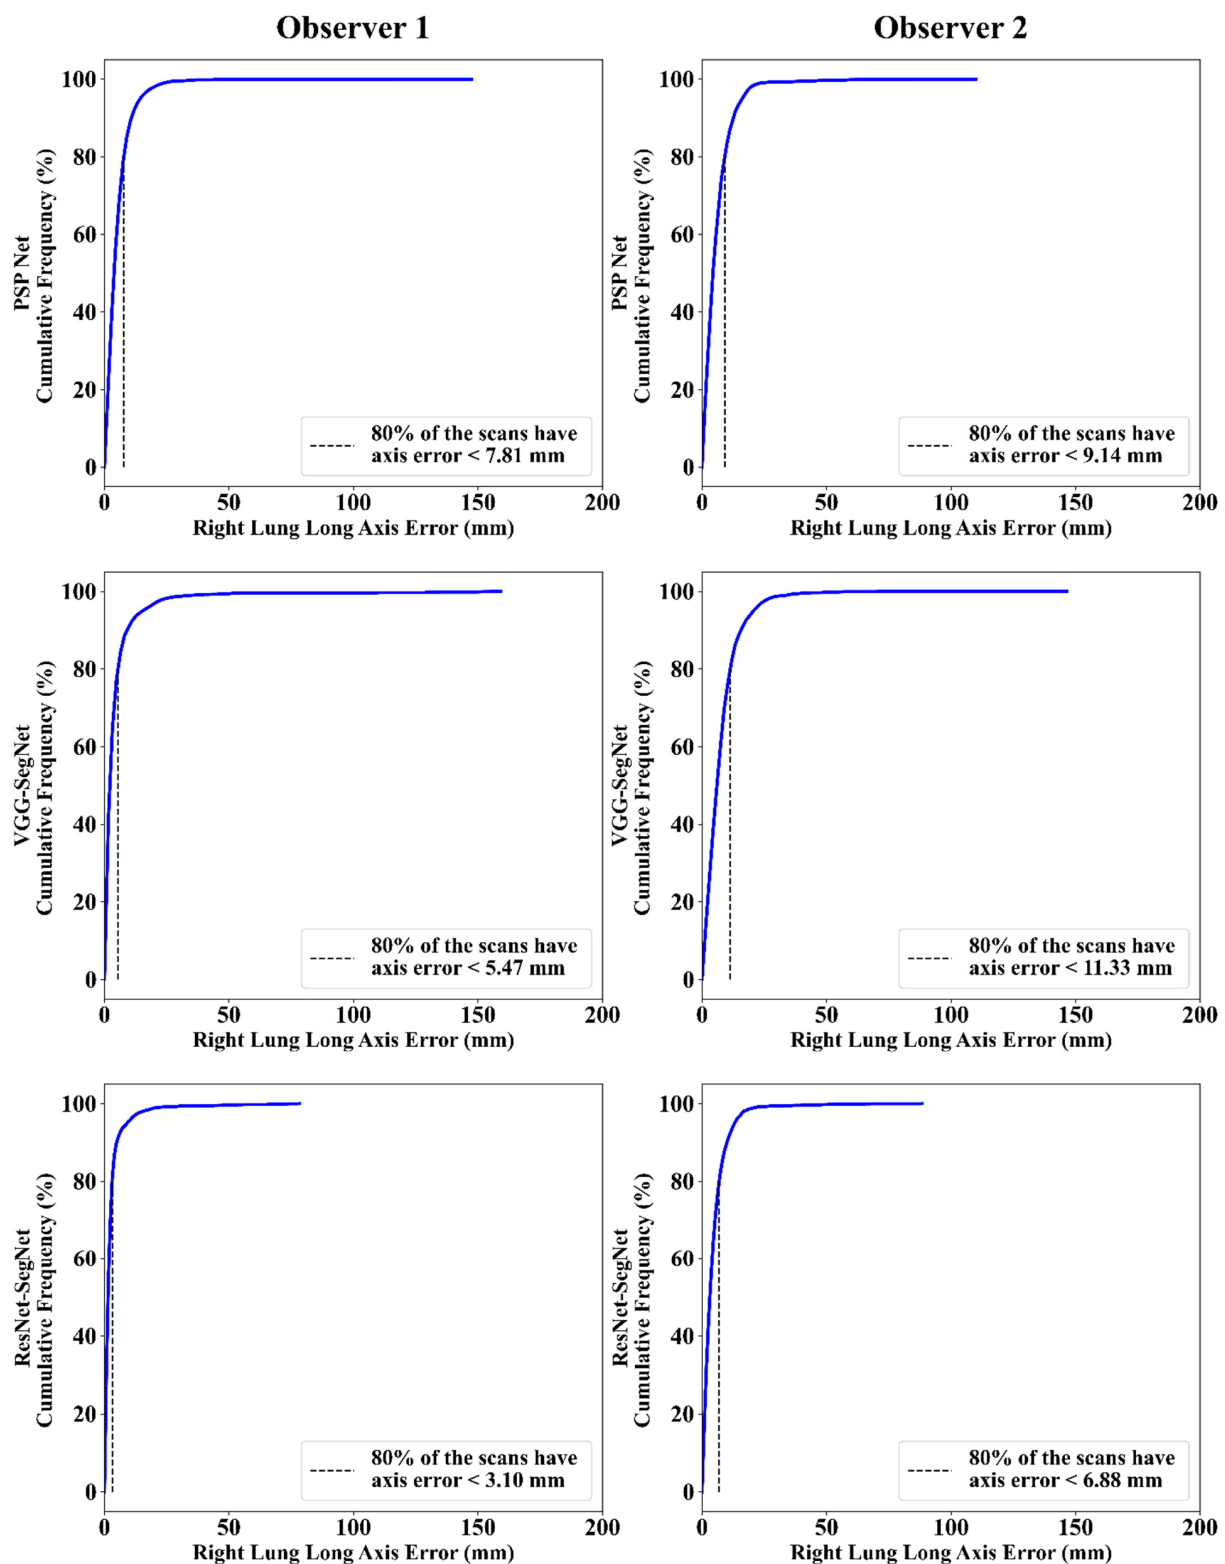 Observer 1
Observer 2
100
80
60
40
20
0
PSP Net
Cumulative Frequency (%)
80% of the scans have
axis error < 7.81 mm
0 50 100 150 200
Right Lung Long Axis Error (mm)
100
80
60
40
20
0
PSP Net
Cumulative Frequency (%)
80% of the scans have
axis error < 9.14 mm
0 50 100 150 200
Right Lung Long Axis Error (mm)
100
80
60
40
20
0
VGG-SegNet
Cumulative Frequency (%)
80% of the scans have
axis error < 5.47 mm
0 50 100 150 200
Right Lung Long Axis Error (mm)
100
80
60
40
20
0
VGG-SegNet
Cumulative Frequency (%)
80% of the scans have
axis error < 11.33 mm
0 50 100 150 200
Right Lung Long Axis Error (mm)
100
80
60
40
20
0
ResNet-SegNet
Cumulative Frequency (%)
80% of the scans have
axis error < 3.10 mm
0 50 100 150 200
Right Lung Long Axis Error (mm)
100
80
60
40
20
0
ResNet-SegNet
Cumulative Frequency (%)
80% of the scans have
axis error < 6.88 mm
0 50 100 150 200
Right Lung Long Axis Error (mm)